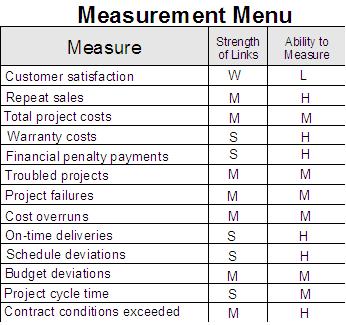 Measurement Menu
Measure Strength of Links Ability to Measure
Customer satisfaction W L
Repeat sales M H
Total project costs M M
Warranty costs S H
Financial penalty payments S H
Troubled projects M M
Project failures M M
Cost overruns M M
On-time deliveries S H
Schedule deviations S H
Budget deviations M M
Project cycle time S M
Contract conditions exceeded M H